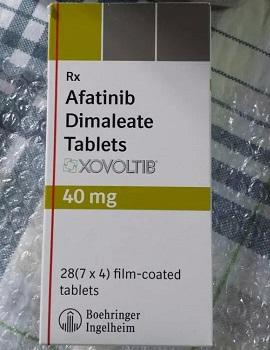 Rx
Afatinib
Dimaleate
Tablets
XOVOLTIB®
40 mg
28(7 x 4) film-coated
tablets
Boehringer
Ingelheim